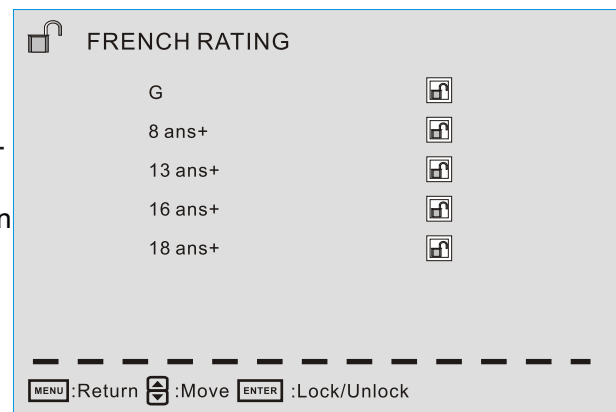 FRENCH RATING
G
8 ans+
13 ans+
16 ans+
18 ans+
MENU :Return :Move ENTER :Lock/Unlock